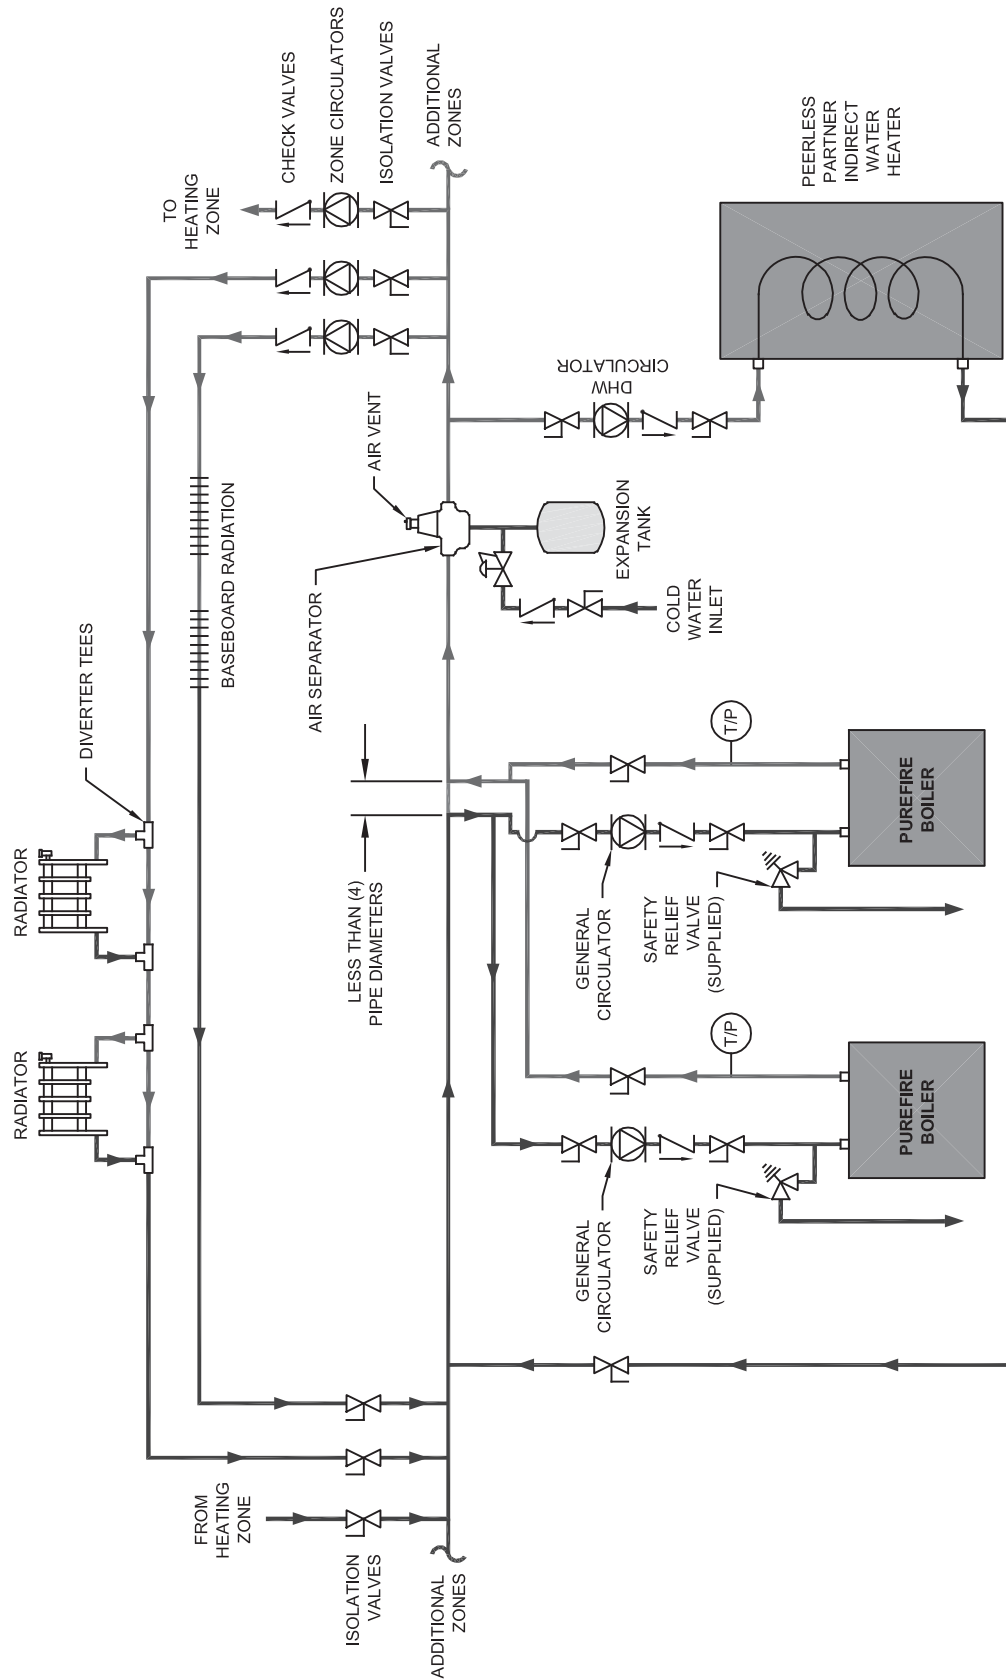 RADIATOR
RADIATOR
DIVERTER TEES
BASEBOARD RADIATION
TO
HEATING
ZONE
CHECK VALVES
ZONE CIRCULATORS
ISOLATION VALVES
ADDITIONAL
ZONES
FROM
HEATING
ZONE
ISOLATION
VALVES
ADDITIONAL
ZONES
LESS THAN (4)
PIPE DIAMETERS
AIR SEPARATOR
AIR VENT
EXPANSION
TANK
COLD
WATER
INLET
DHW
CIRCULATOR
PEERLESS
PARTNER
INDIRECT
WATER
HEATER
GENERAL
CIRCULATOR
SAFETY
RELIEF
VALVE
(SUPPLIED)
T/P
PUREFIRE
BOILER
GENERAL
CIRCULATOR
SAFETY
RELIEF
VALVE
(SUPPLIED)
T/P
PUREFIRE
BOILER